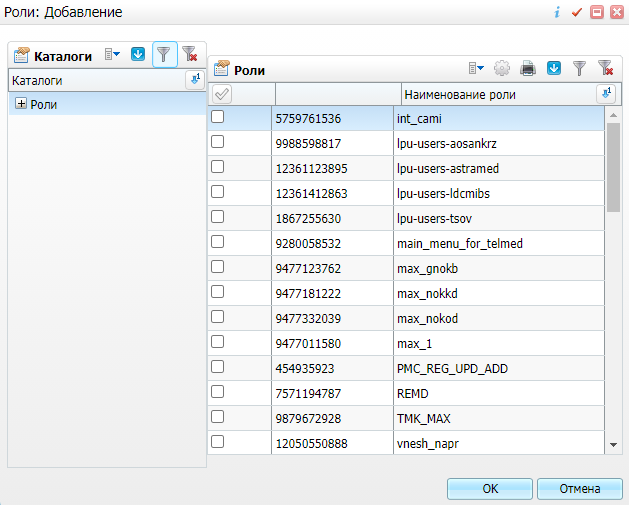 Роли: Добавление
Каталоги
Каталоги
Роли
Роли
Наименование роли
5759761536 int_cami
9988598817 lpu-users-aosankrz
12361123895 lpu-users-astramed
12361412863 lpu-users-ldcmibs
1867255630 lpu-users-tsov
9280058532 main_menu_for_telmed
9477123762 max_gnokb
9477181222 max_nokkd
9477332039 max_nokod
9477011580 max_1
454935923 PMC_REG_UPD_ADD
7571194787 REMD
9879672928 TMK_MAX
12050550888 vnesh_napr
ОК Отмена